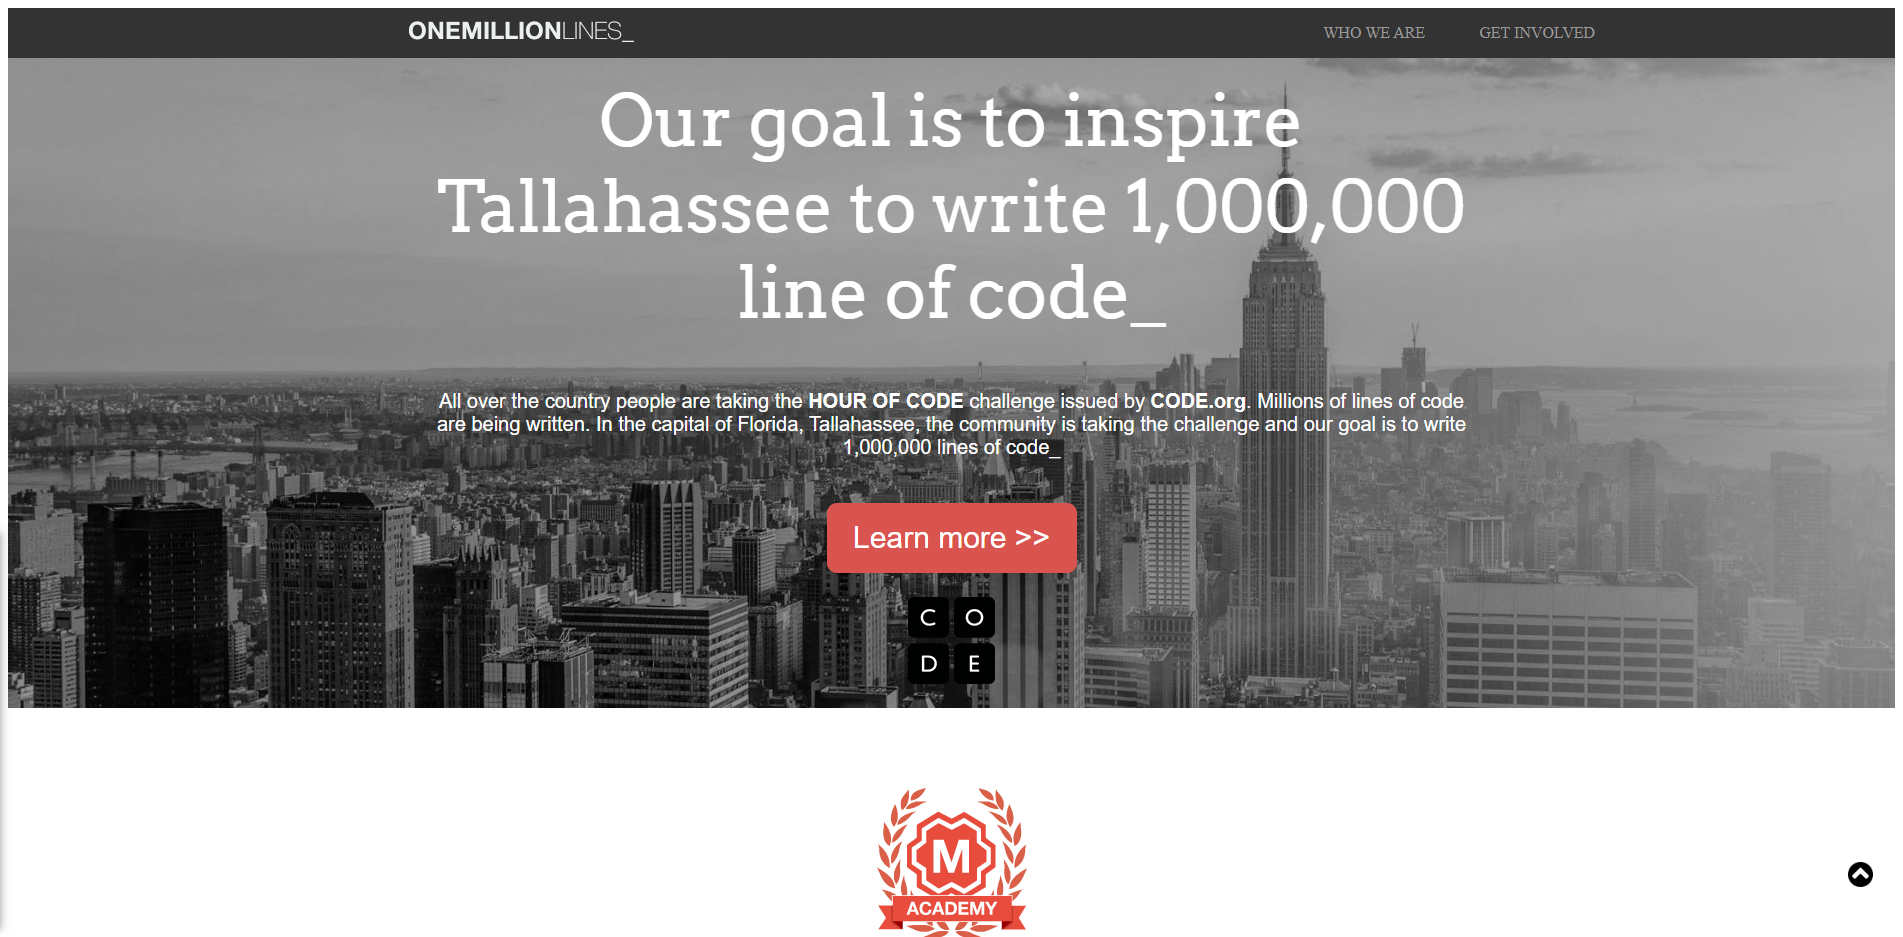 ONEMILLIONLINES_
WHO WE ARE
GET INVOLVED
Our goal is to inspire
Tallahassee to write 1,000,000
line of code_
All over the country people are taking the HOUR OF CODE challenge issued by CODE.org. Millions of lines of code
are being written. In the capital of Florida, Tallahassee, the community is taking the challenge and our goal is to write
1,000,000 lines of code_
Learn more >>
C O
D E
M
ACADEMY